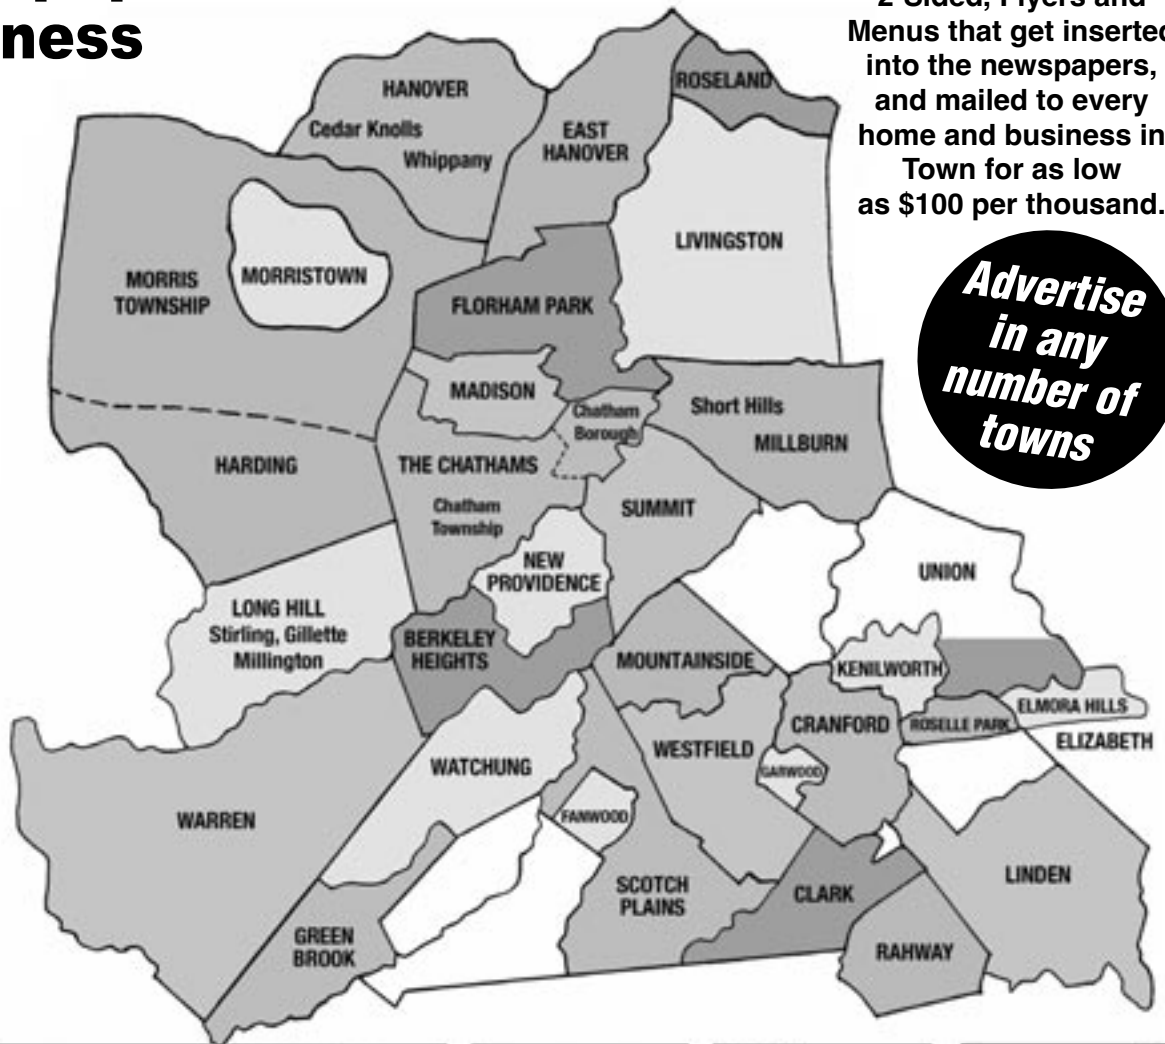 ness
2-Sided, Flyers and
Menus that get inserted
into the newspapers,
and mailed to every
home and business in
Town for as low
as $100 per thousand.
Advertise
in any
number of
towns
HANOVER
Cedar Knolls
Whippany
EAST
HANOVER
ROSELAND
LIVINGSTON
MORRIS
TOWNSHIP
MORRISTOWN
FLORHAM PARK
MADISON
Chatham
Borough
Short Hills
MILLBURN
HARDING
THE CHATHAMS
Chatham
Township
SUMMIT
NEW
PROVIDENCE
UNION
LONG HILL
Stirling, Gillette
Millington
BERKELEY
HEIGHTS
MOUNTAINSIDE
KENILWORTH
ELMORA HILLS
ROSELLE PARK
CRANFORD
ELIZABETH
WESTFIELD
WATCHUNG
GARWOOD
WARREN
FANWOOD
SCOTCH
PLAINS
CLARK
LINDEN
GREEN
BROOK
RAHWAY